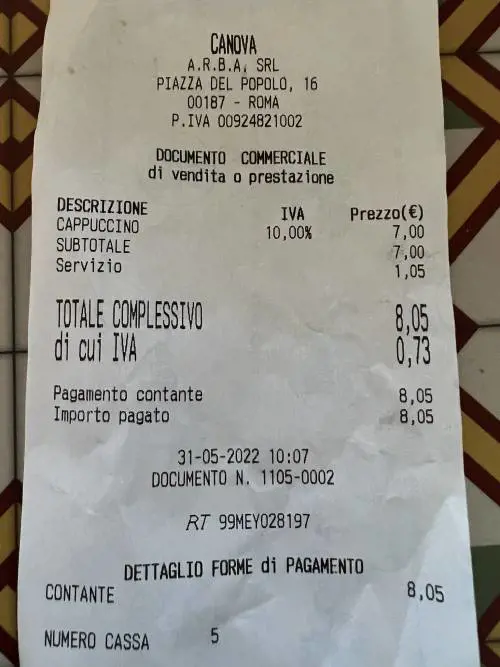 CANOVA
A.R.B.A. SRL
PIAZZA DEL POPOLO, 16
00187 - ROMA
P.IVA 00924821002
DOCUMENTO COMMERCIALE
di vendita o prestazione
DESCRIZIONE IVA Prezzo(€)
CAPPUCCINO 10,00% 7,00
SUBTOTALE 7,00
Servizio 1,05
TOTALE COMPLESSIVO 8,05
di cui IVA 0,73
Pagamento contante 8,05
Importo pagato 8,05
31-05-2022 10:07
DOCUMENTO N. 1105-0002
RT 99MEY028197
DETTAGLIO FORME di PAGAMENTO
CONTANTE 8,05
NUMERO CASSA 5